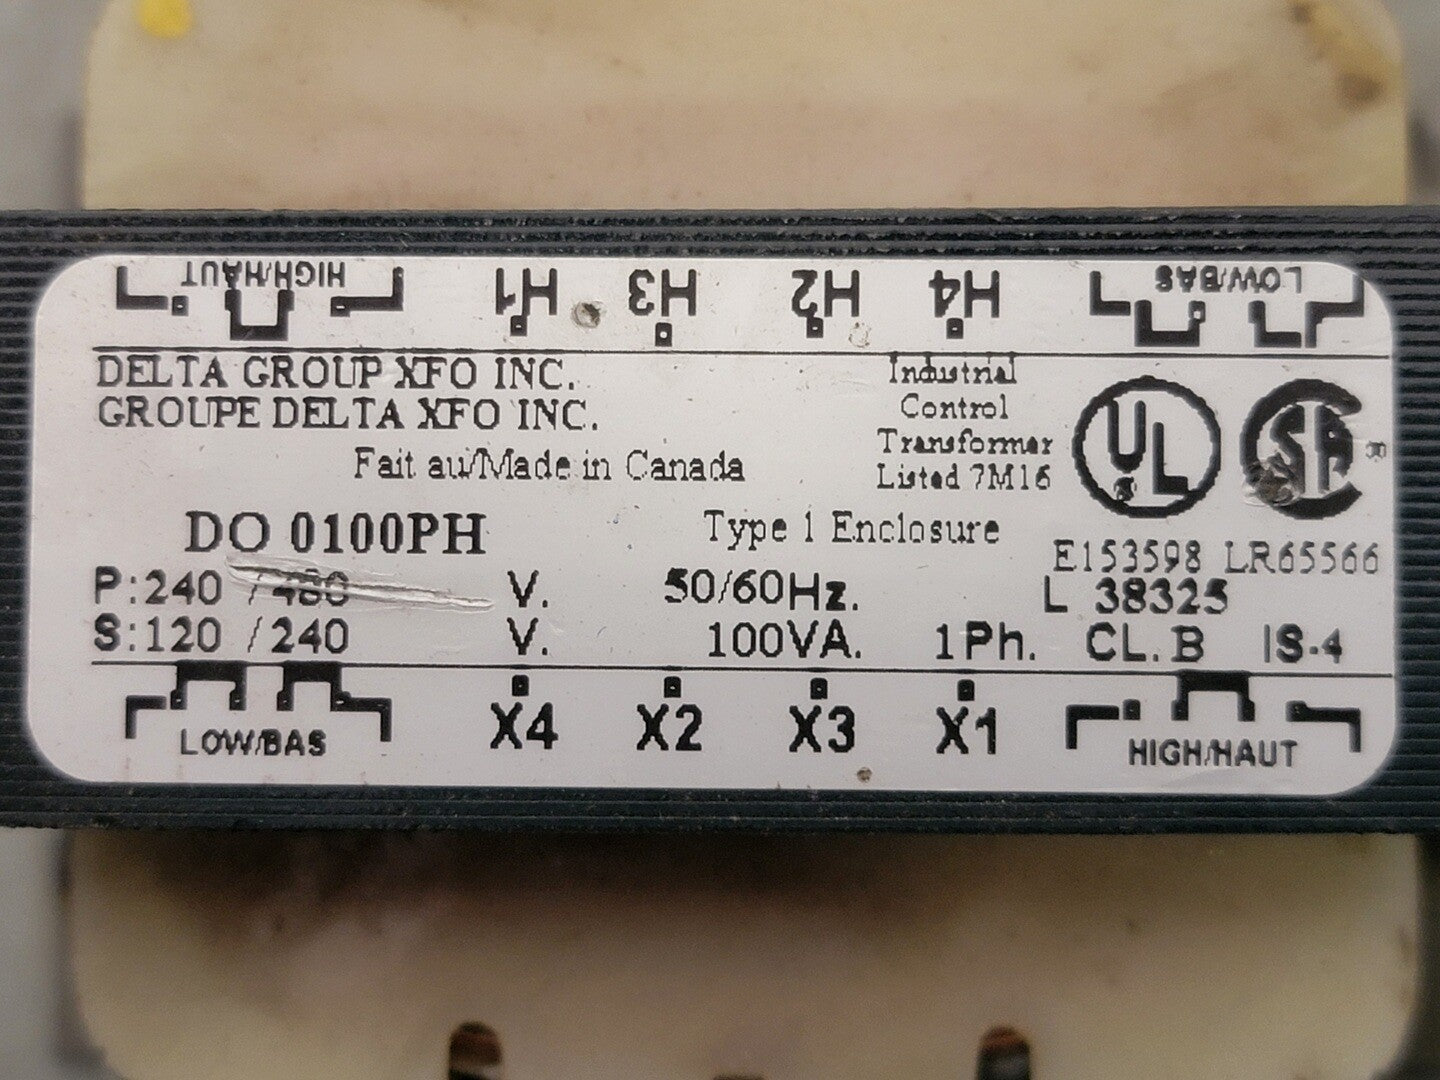 HIGH/HAUT H1 H3 H2 H4 LOW/BAS
DELTA GROUP XFO INC.
GROUPE DELTA XFO INC.
Fait au/Made in Canada
Industrial
Control
Transformer
Listed 7M16
UL ®
SA
DO 0100PH Type 1 Enclosure
E153598 LR65566
P:240 / 480 V. 50/60Hz. L 38325
S:120 / 240 V. 100VA. 1Ph. CL. B IS-4
LOW/BAS X4 X2 X3 X1 HIGH/HAUT